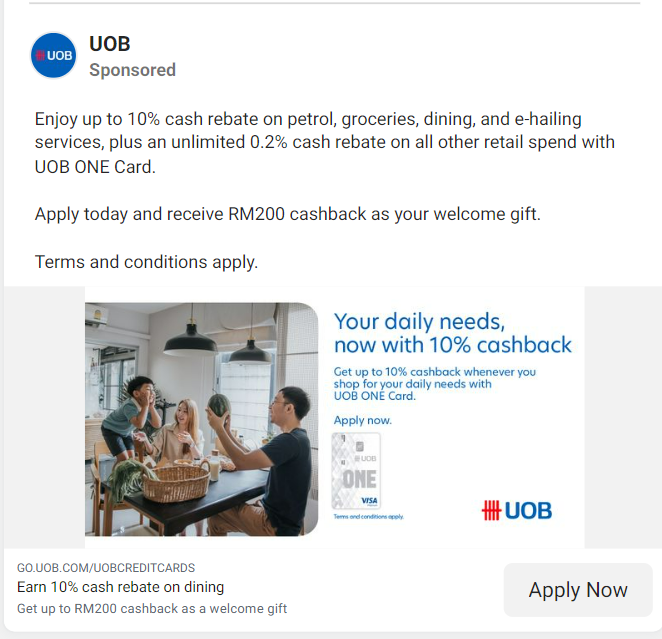 UOB
UOB
Sponsored
Enjoy up to 10% cash rebate on petrol, groceries, dining, and e-hailing
services, plus an unlimited 0.2% cash rebate on all other retail spend with
UOB ONE Card.
Apply today and receive RM200 cashback as your welcome gift.
Terms and conditions apply.
Your daily needs,
now with 10% cashback
Get up to 10% cashback whenever you
shop for your daily needs with
UOB ONE Card.
Apply now.
UOB
ONE
VISA
Terms and conditions apply.
UOB
GO.UOB.COM/UOBCREDITCARDS
Earn 10% cash rebate on dining
Get up to RM200 cashback as a welcome gift
Apply Now